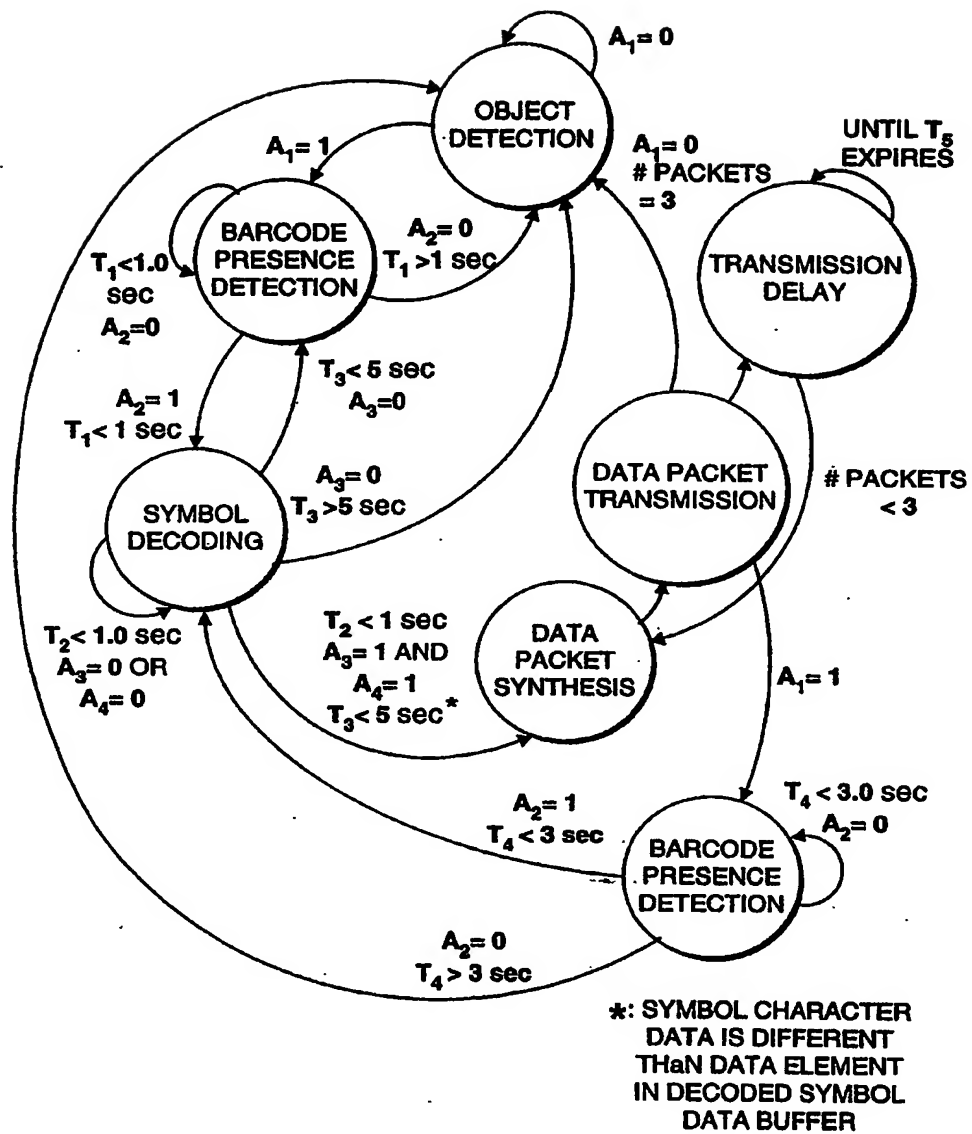 A₁= 0
OBJECT
DETECTION
A₁= 1
A₁= 0
# PACKETS
= 3
UNTIL T₅
EXPIRES
BARCODE
PRESENCE
DETECTION
A₂= 0
T₁ >1 sec
TRANSMISSION
DELAY
T₁<1.0
sec
A₂=0
T₃< 5 sec
A₃=0
A₂= 1
T₁< 1 sec
A₃= 0
T₃ >5 sec
DATA PACKET
TRANSMISSION
# PACKETS
< 3
SYMBOL
DECODING
T₂< 1.0 sec
A₃= 0 OR
A₄= 0
T₂ < 1 sec
A₃= 1 AND
A₄= 1
T₃< 5 sec*
DATA
PACKET
SYNTHESIS
A₁= 1
A₂= 1
T₄ < 3 sec
T₄ < 3.0 sec
A₂= 0
BARCODE
PRESENCE
DETECTION
A₂= 0
T₄ > 3 sec
*: SYMBOL CHARACTER
DATA IS DIFFERENT
THaN DATA ELEMENT
IN DECODED SYMBOL
DATA BUFFER